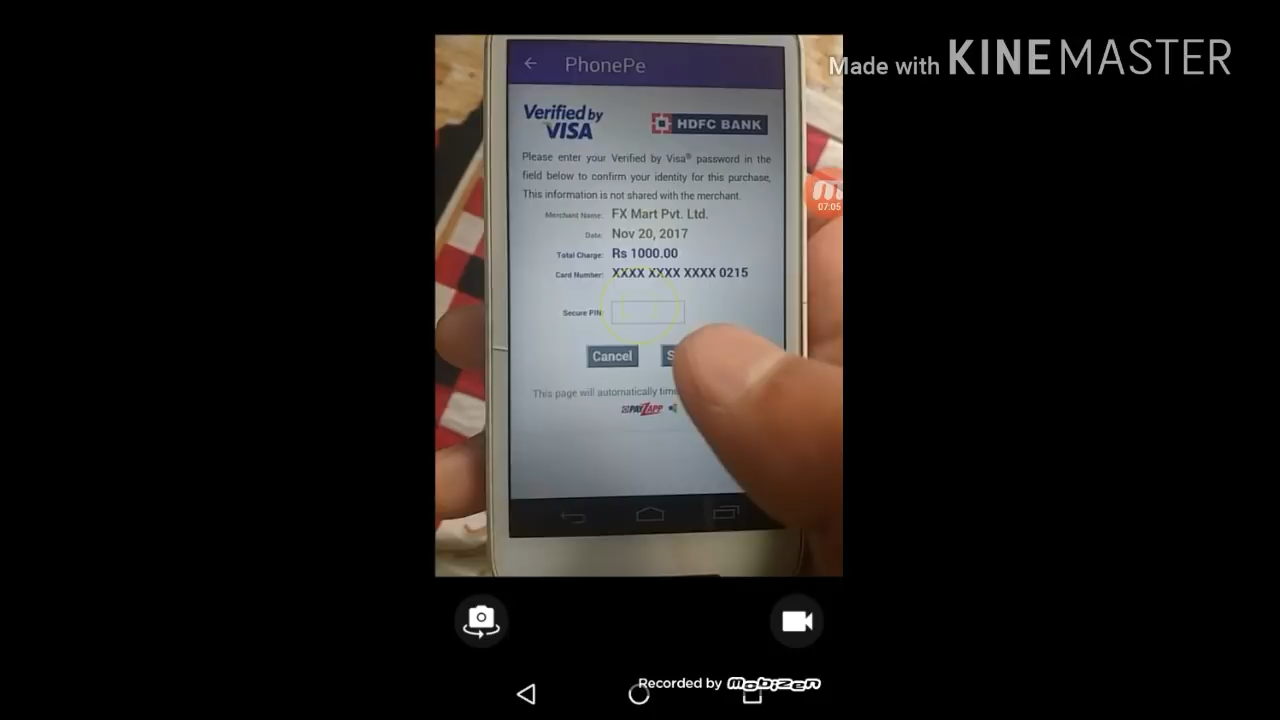 PhonePe
Made with KINEMASTER
Verified by
VISA
HDFC BANK
Please enter your Verified by Visa® password in the
field below to confirm your identity for this purchase,
This information is not shared with the merchant.
Merchant Name: FX Mart Pvt. Ltd.
Date: Nov 20, 2017
Total Charge: Rs 1000.00
Card Number: XXXX XXXX XXXX 0215
07:05
Secure PIN:
Cancel
This page will automatically
PAYZAPP
Recorded by mobizen